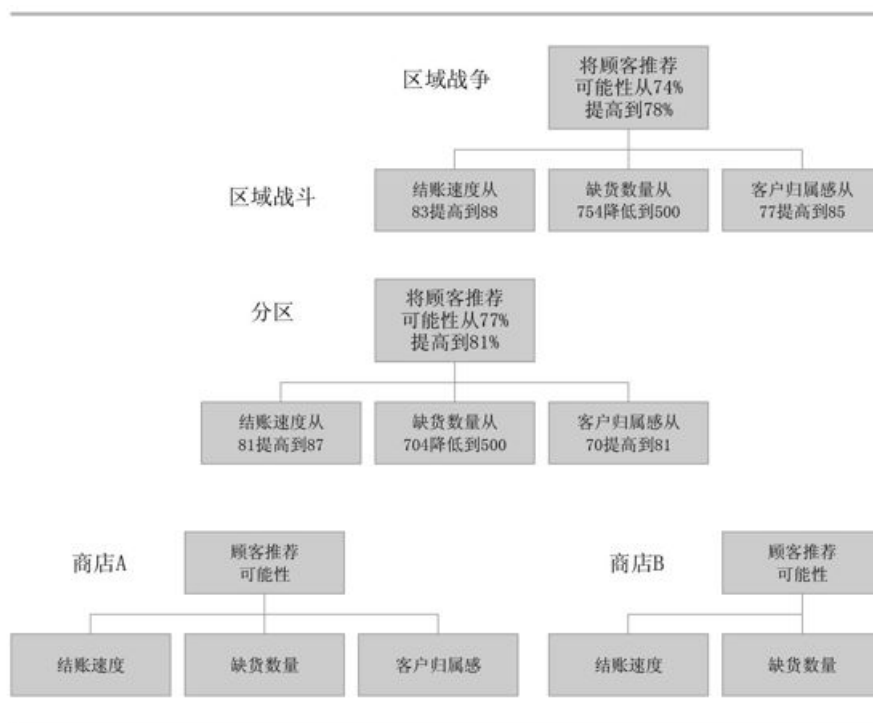 区域战争
将顾客推荐
可能性从74%
提高到78%
区域战斗
结账速度从
83提高到88
缺货数量从
754降低到500
客户归属感从
77提高到85
分区
将顾客推荐
可能性从77%
提高到81%
结账速度从
81提高到87
缺货数量从
704降低到500
客户归属感从
70提高到81
商店A
顾客推荐
可能性
商店B
顾客推荐
可能性
结账速度
缺货数量
客户归属感
结账速度
缺货数量